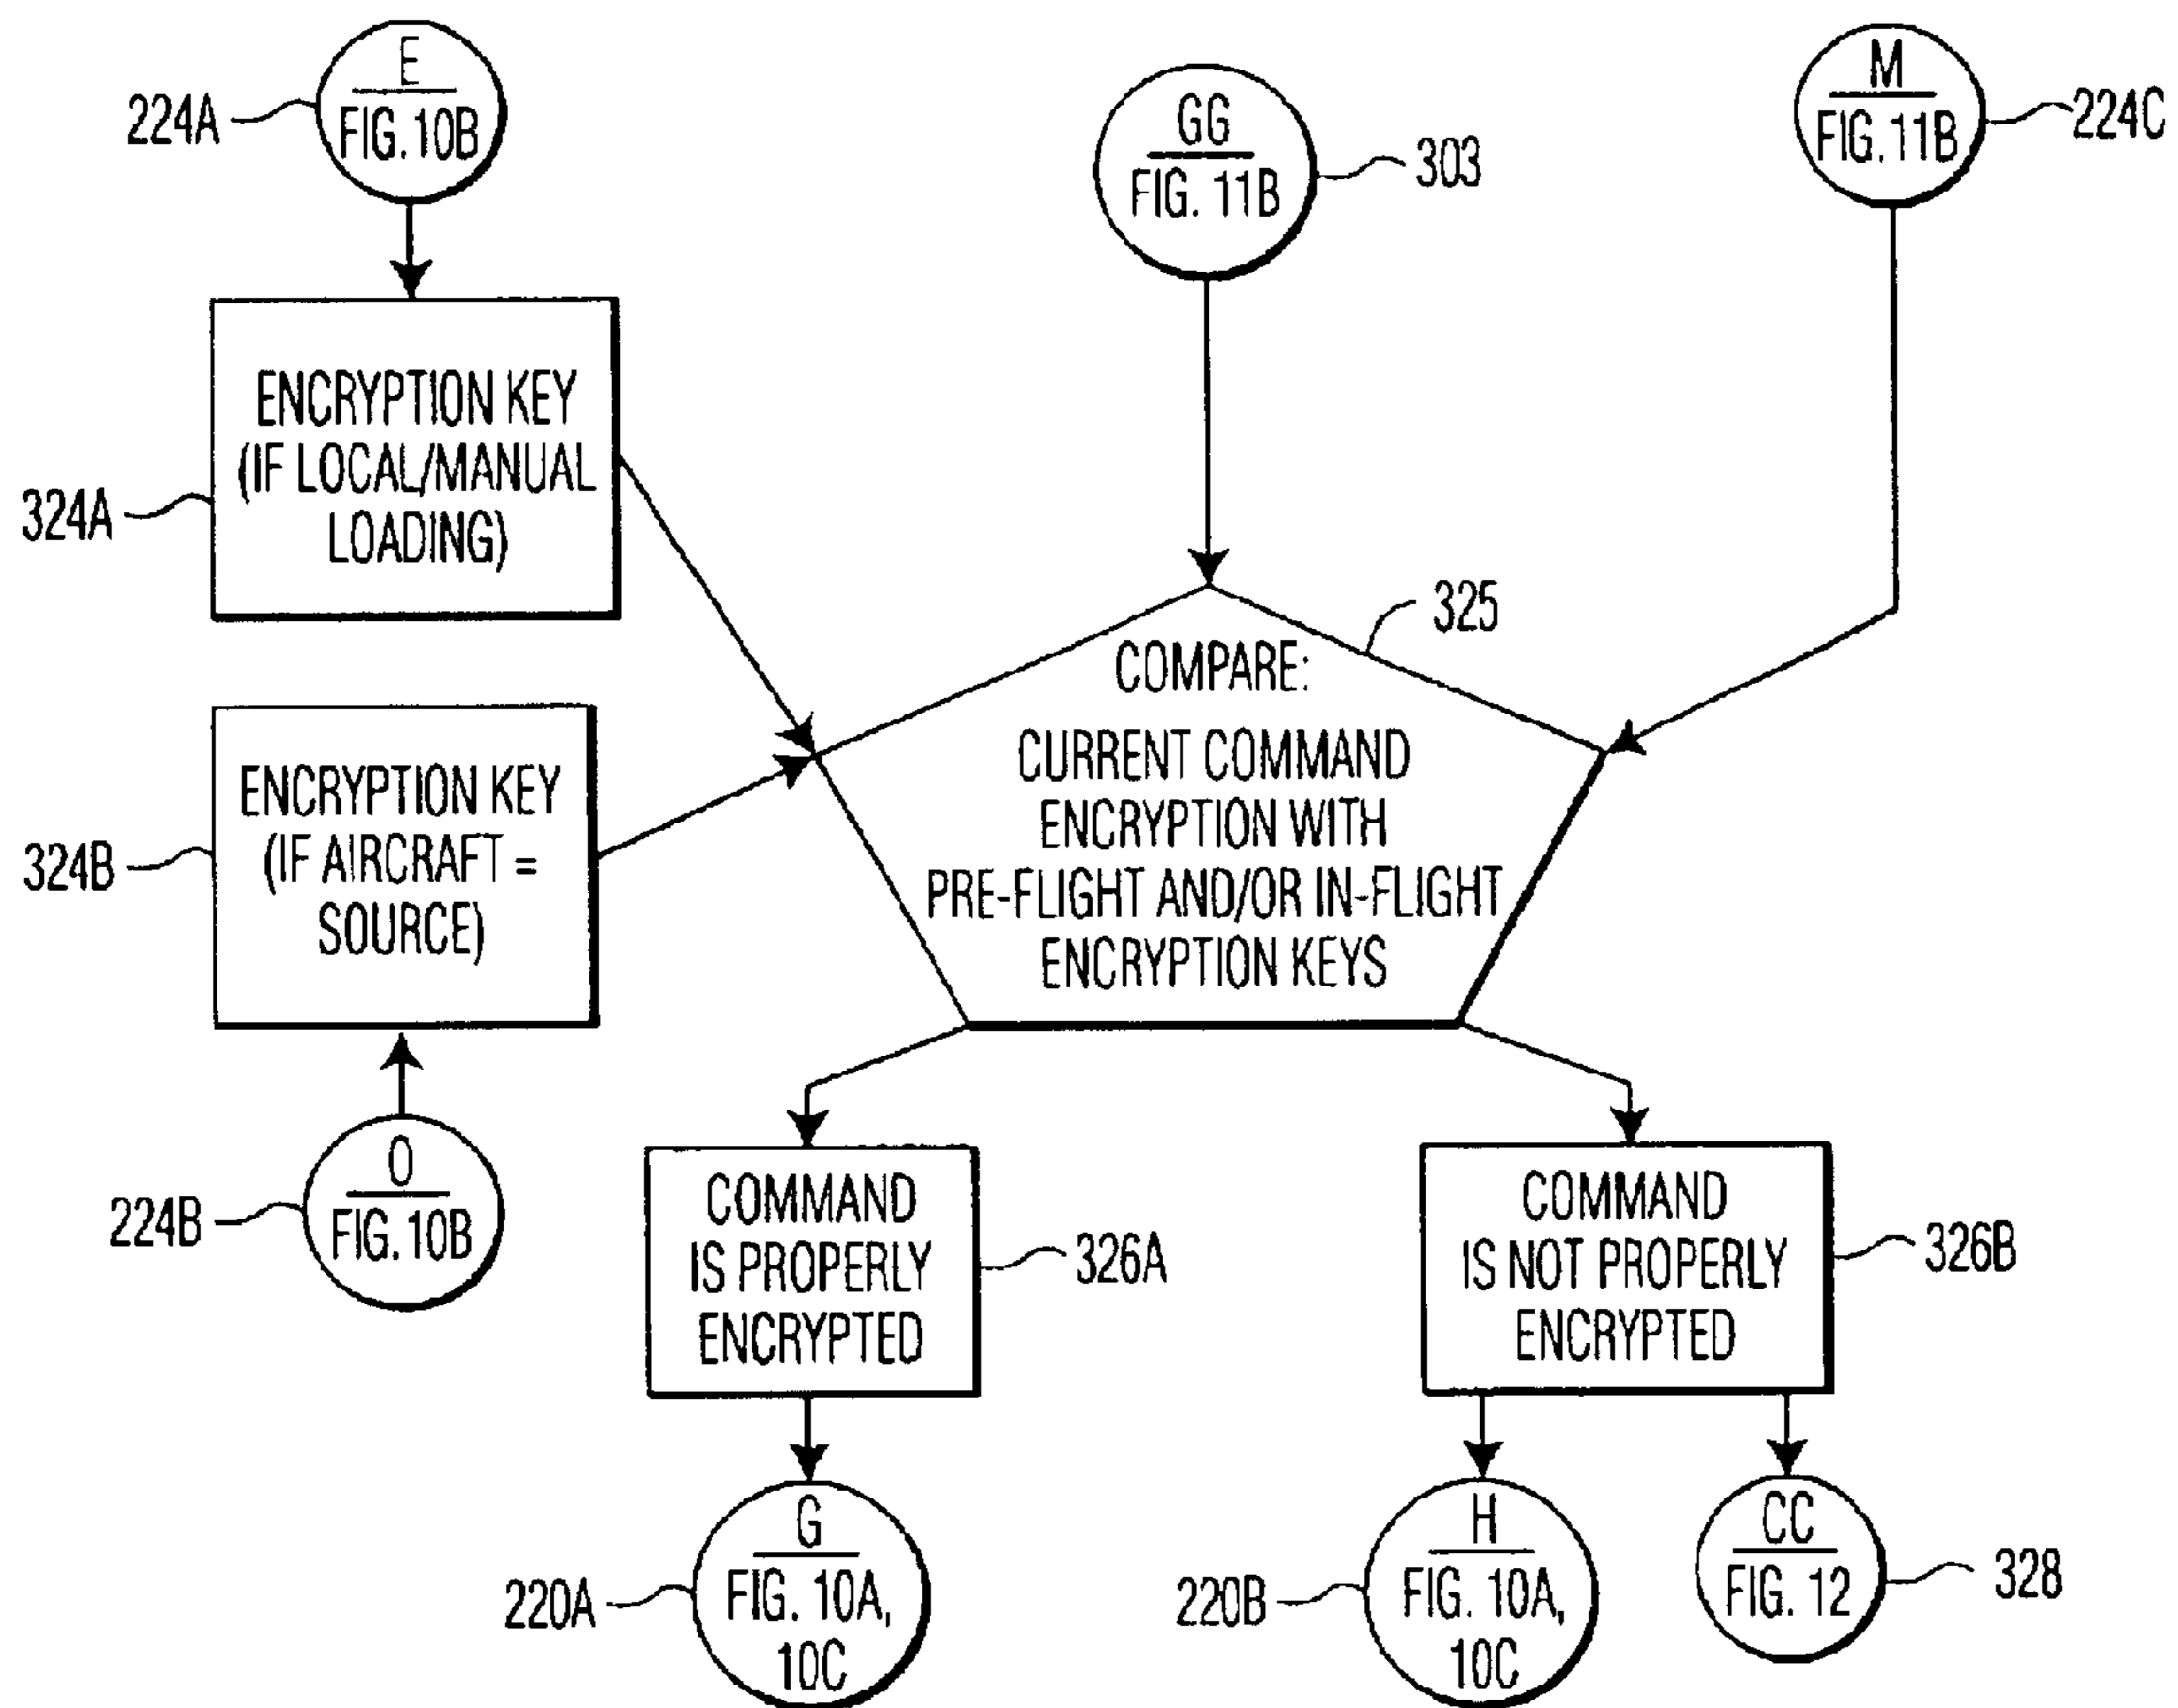 E
FIG. 10B
224A
GG
FIG. 11B
303
M
FIG. 11B
224C
ENCRYPTION KEY
(IF LOCAL/MANUAL
LOADING)
324A
325
COMPARE:
CURRENT COMMAND
ENCRYPTION WITH
PRE-FLIGHT AND/OR IN-FLIGHT
ENCRYPTION KEYS
ENCRYPTION KEY
(IF AIRCRAFT =
SOURCE)
324B
O
FIG. 10B
224B
COMMAND
IS PROPERLY
ENCRYPTED
326A
COMMAND
IS NOT PROPERLY
ENCRYPTED
326B
G
FIG. 10A,
10C
220A
H
FIG. 10A,
10C
220B
CC
FIG. 12
328